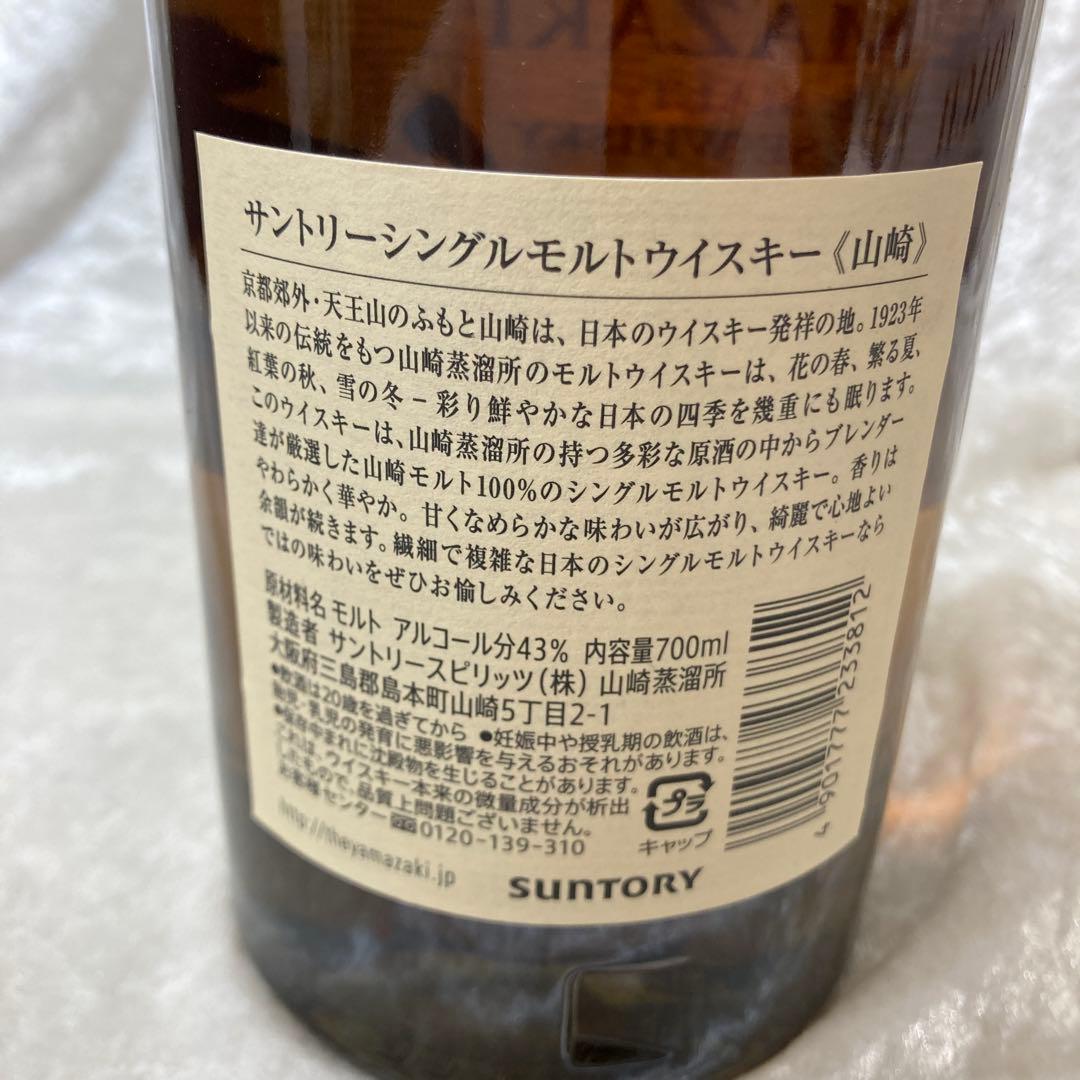 サントリーシングルモルトウイスキー《山崎》
京都郊外・天王山のふもと山崎は、日本のウイスキー発祥の地。1923年
以来の伝統をもつ山崎蒸溜所のモルトウイスキーは、花の春、繁る夏、
紅葉の秋、雪の冬－彩り鮮やかな日本の四季を幾重にも眠ります。
このウイスキーは、山崎蒸溜所の持つ多彩な原酒の中からブレンダー
達が厳選した山崎モルト100%のシングルモルトウイスキー。香りは
やわらかく華やか。甘くなめらかな味わいが広がり、綺麗で心地よい
余韻が続きます。繊細で複雑な日本のシングルモルトウイスキーなら
ではの味わいをぜひお愉しみください。
原材料名 モルト アルコール分43% 内容量700ml
製造者 サントリースピリッツ(株) 山崎蒸溜所
大阪府三島郡島本町山崎5丁目2-1
●飲酒は20歳を過ぎてから ●妊娠中や授乳期の飲酒は、
胎児・乳児の発育に悪影響を与えるおそれがあります。
●保存中まれに沈殿物を生じることがあります。
これは、ウイスキー本来の微量成分が析出
したもので、品質上問題ございません。
お客様センター 0120-139-310
http://theyamazaki.jp
SUNTORY
プラ
キャップ
4901777233812